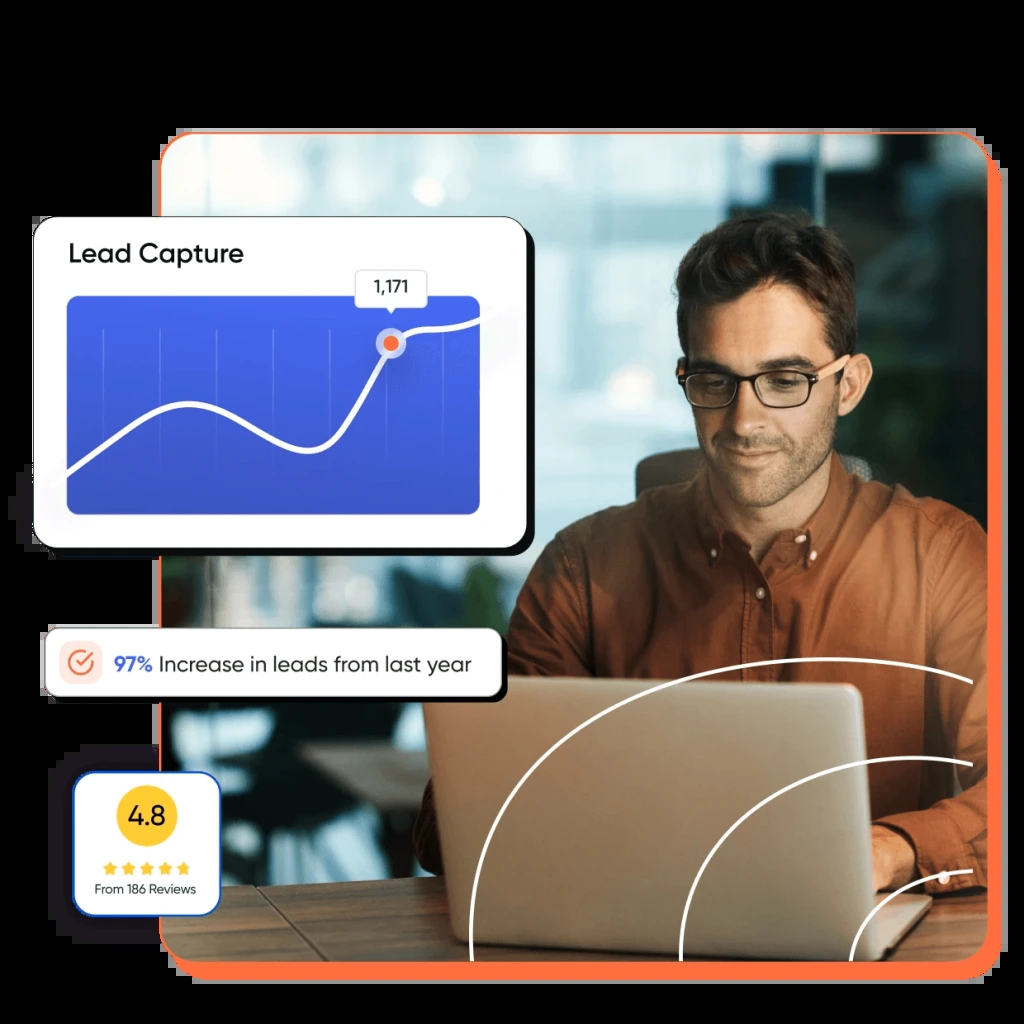 Lead Capture
1,171
97% Increase in leads from last year
4.8
From 186 Reviews